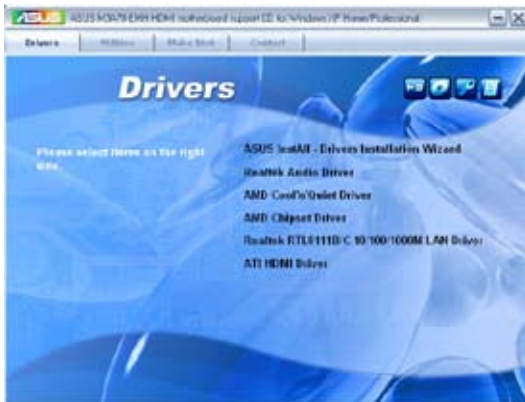 ASUS M3A78-EMH HDMI motherboard support CD for Windows XP Home/Professional
Drivers
Utilities
Make Disk
Contact
Drivers
Please select items on the right
side.
ASUS InstAll - Drivers Installation Wizard
Realtek Audio Driver
AMD Cool'n'Quiet Driver
AMD Chipset Driver
Realtek RTL8111B/C 10/100/1000M LAN Driver
ATI HDMI Driver